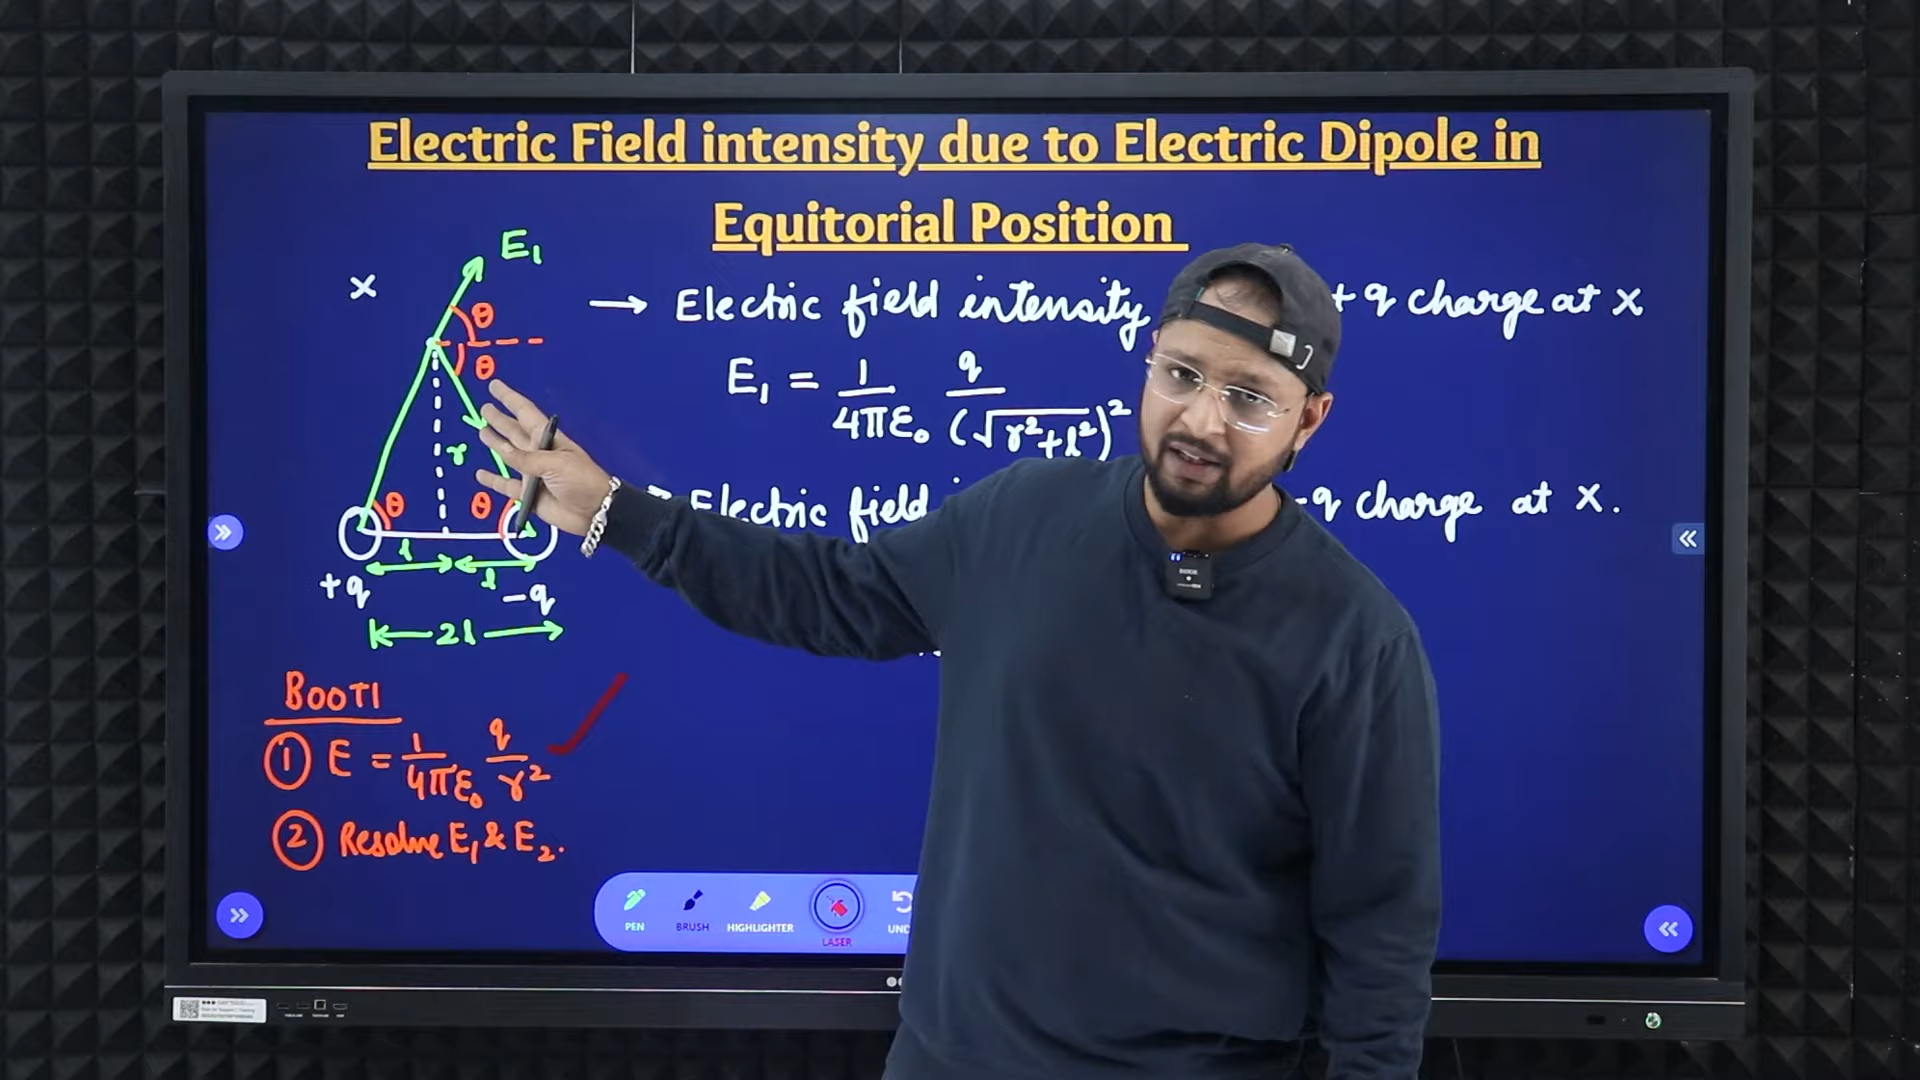 Electric Field intensity due to Electric Dipole in
Equitorial Position
E₁
x
θ
θ
r
θ θ
l l
+q -q
2l
→ Electric field intensity +q charge at x
E₁ = 1/4πε₀ q/(√r²+l²)²
Electric field -q charge at x.
BOOTI
① E = 1/4πε₀ q/r²
② Resolve E₁ & E₂.
PEN BRUSH HIGHLIGHTER LASER UND